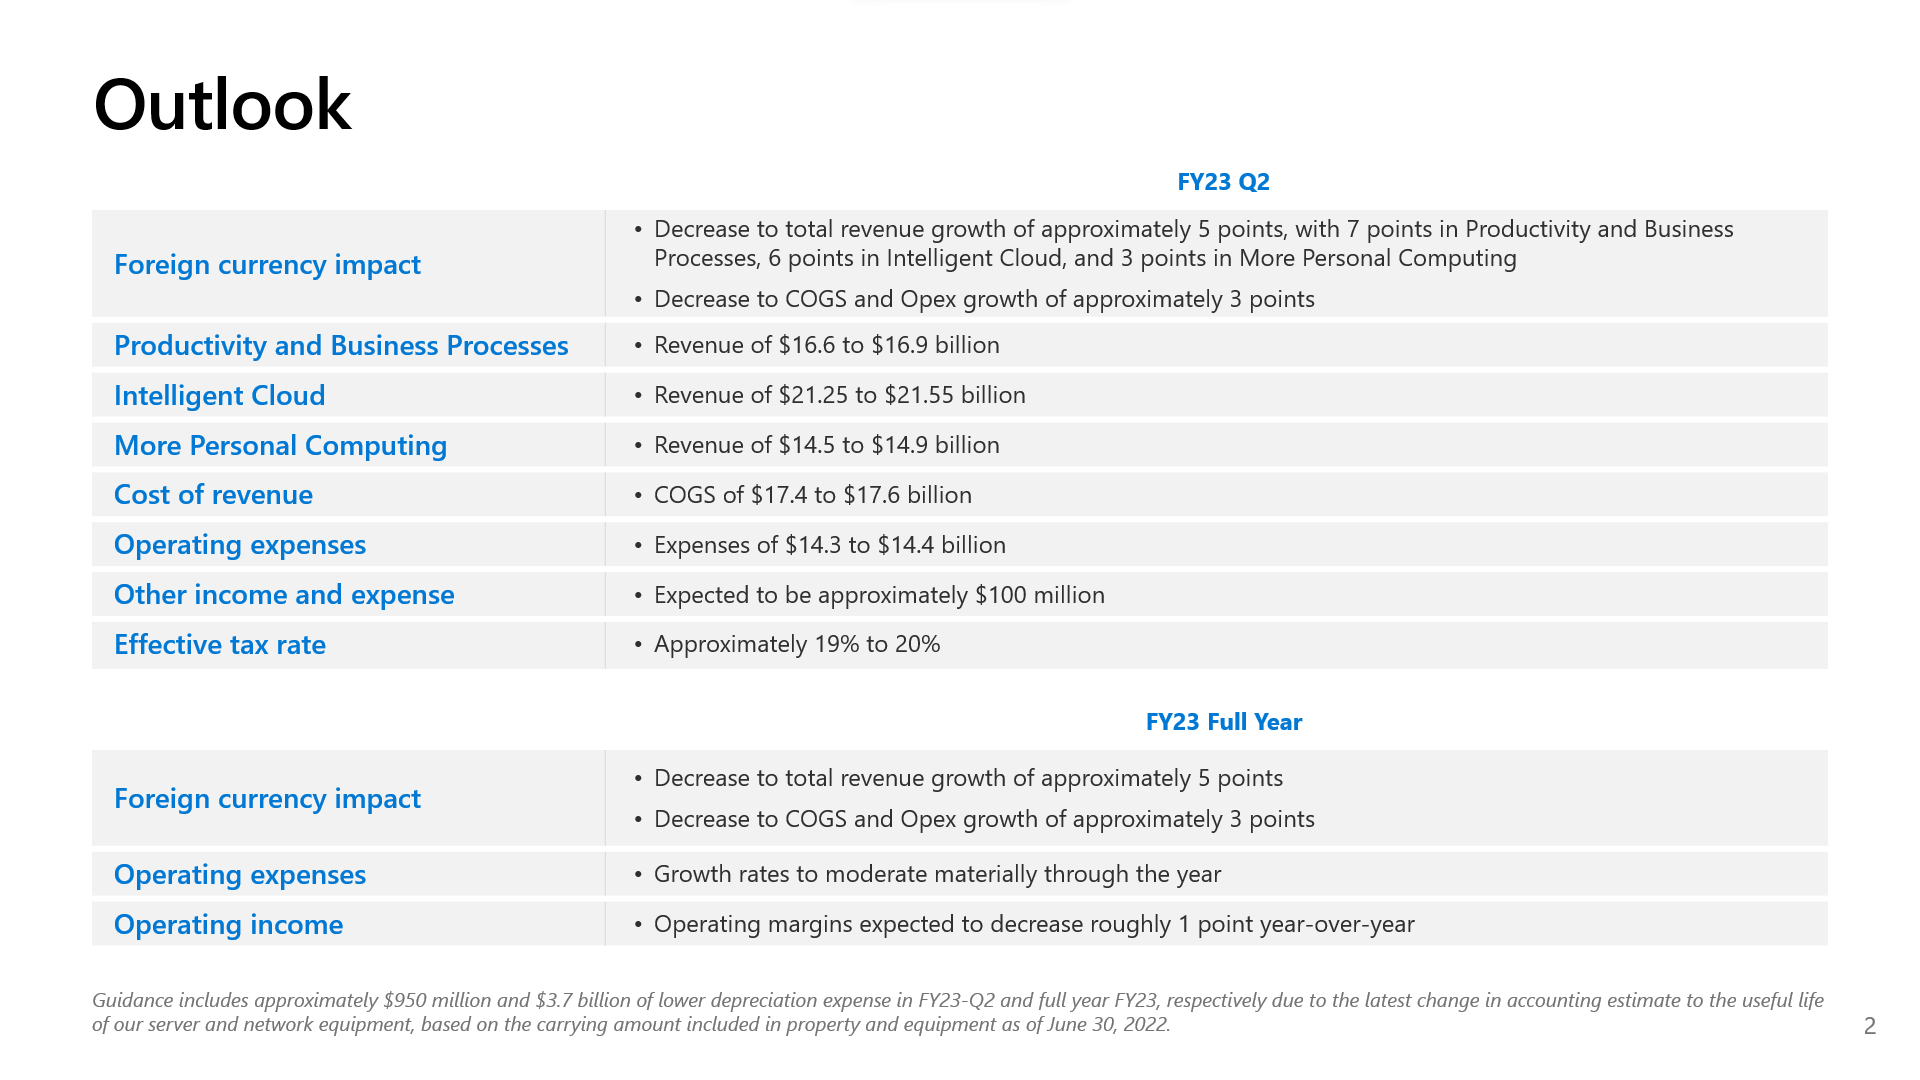 Outlook
FY23 Q2
Foreign currency impact
• Decrease to total revenue growth of approximately 5 points, with 7 points in Productivity and Business
Processes, 6 points in Intelligent Cloud, and 3 points in More Personal Computing
• Decrease to COGS and Opex growth of approximately 3 points
Productivity and Business Processes
• Revenue of $16.6 to $16.9 billion
Intelligent Cloud
• Revenue of $21.25 to $21.55 billion
More Personal Computing
• Revenue of $14.5 to $14.9 billion
Cost of revenue
• COGS of $17.4 to $17.6 billion
Operating expenses
• Expenses of $14.3 to $14.4 billion
Other income and expense
• Expected to be approximately $100 million
Effective tax rate
• Approximately 19% to 20%
FY23 Full Year
Foreign currency impact
• Decrease to total revenue growth of approximately 5 points
• Decrease to COGS and Opex growth of approximately 3 points
Operating expenses
• Growth rates to moderate materially through the year
Operating income
• Operating margins expected to decrease roughly 1 point year-over-year
Guidance includes approximately $950 million and $3.7 billion of lower depreciation expense in FY23-Q2 and full year FY23, respectively due to the latest change in accounting estimate to the useful life
of our server and network equipment, based on the carrying amount included in property and equipment as of June 30, 2022.
2